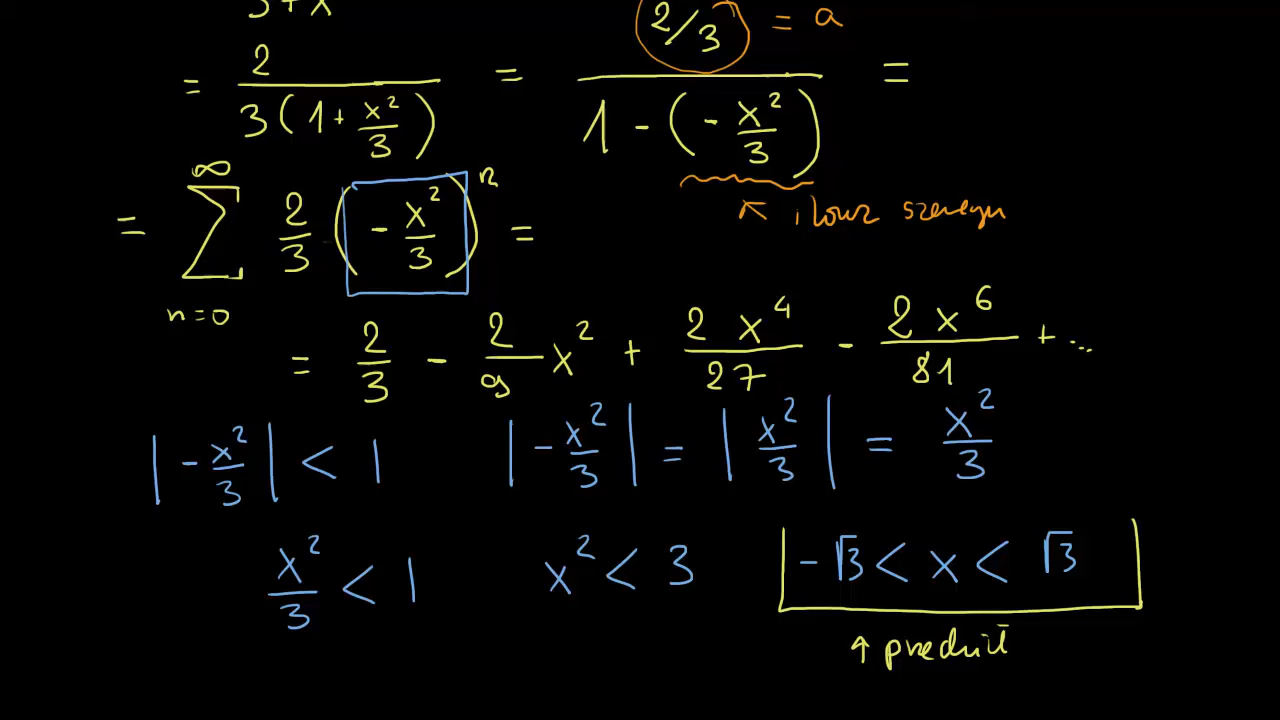 3+x
= 2 / 3(1+ x²/3) = 2/3 = a / 1 - (- x²/3) =
= ∑ n=0 ∞ 2/3 (- x²/3)ⁿ =
↖ iloraz szeregu
= 2/3 - 2/9 x² + 2x⁴/27 - 2x⁶/81 + ...
|- x²/3| < 1 |- x²/3| = |x²/3| = x²/3
x²/3 < 1 x² < 3 -√3 < x < √3
↑